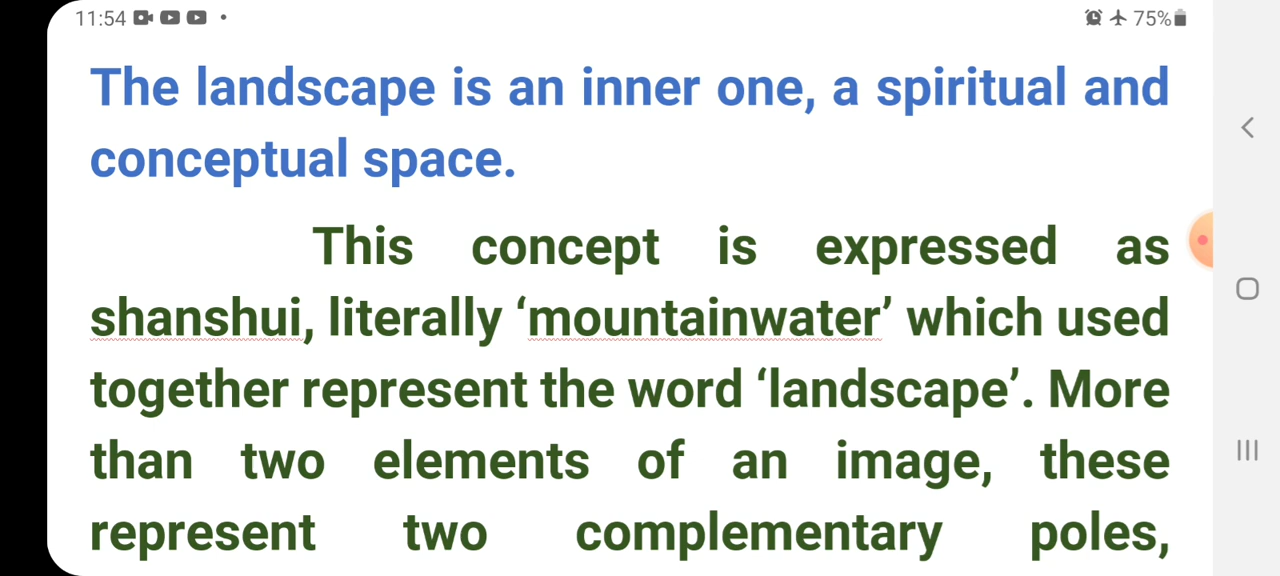 11:54
75%
The landscape is an inner one, a spiritual and
conceptual space.
This concept is expressed as
shanshui, literally ‘mountainwater’ which used
together represent the word ‘landscape’. More
than two elements of an image, these
represent two complementary poles,